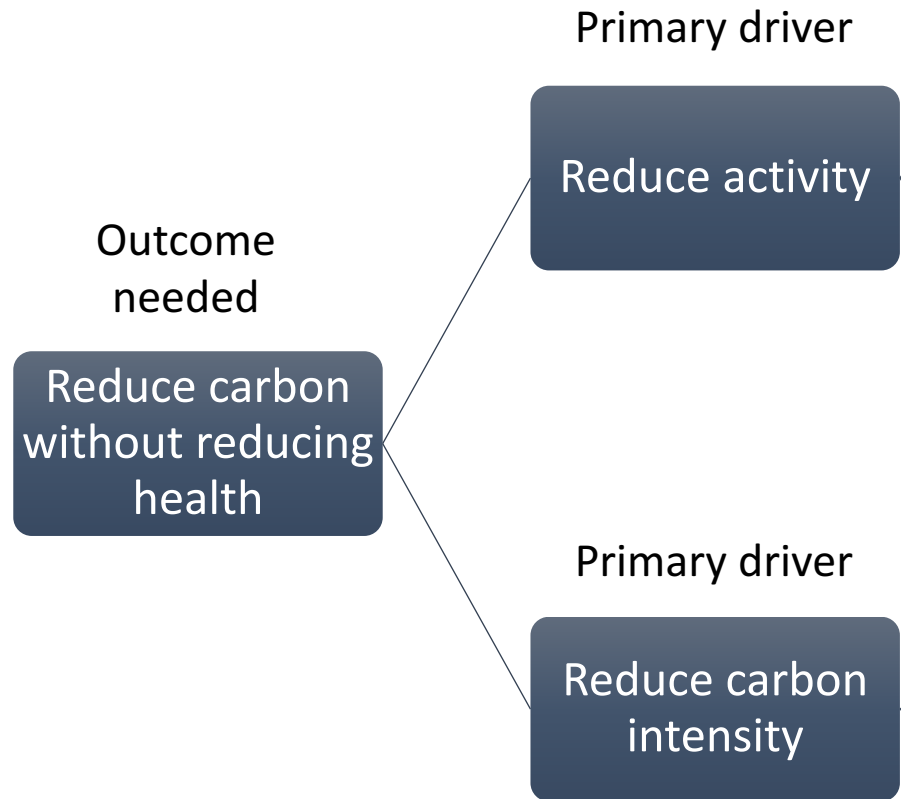 Primary driver
Reduce activity
Outcome
needed
Reduce carbon
without reducing
health
Primary driver
Reduce carbon
intensity